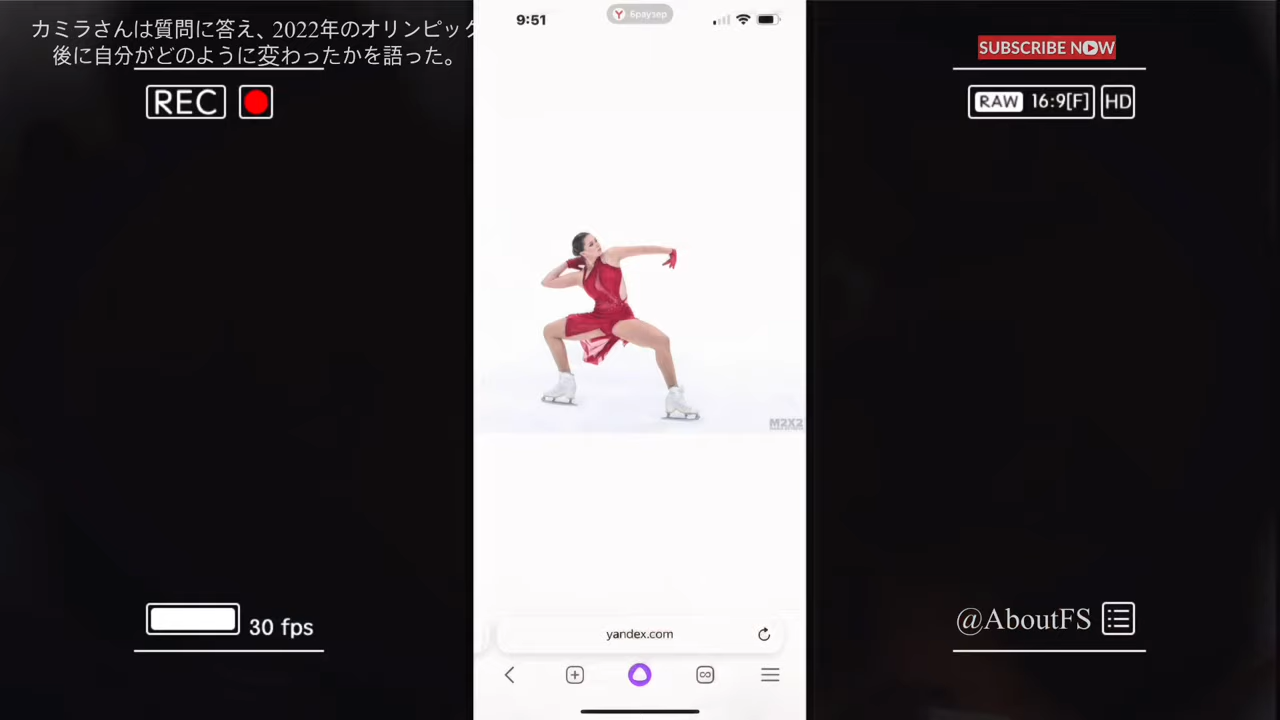 カミラさんは質問に答え、2022年のオリンピック
後に自分がどのように変わったかを語った。
9:51
Y браузер
SUBSCRIBE NOW
REC
RAW 16:9[F] HD
M2X2
yandex.com
30 fps
@AboutFS